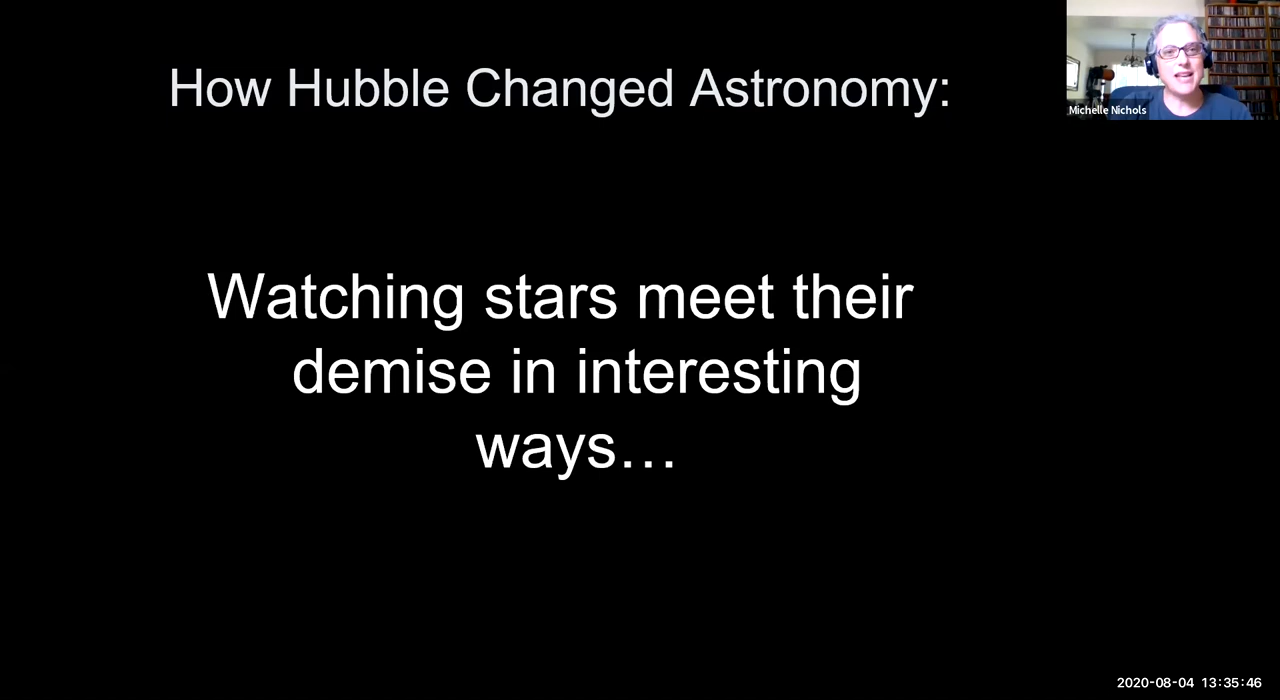 How Hubble Changed Astronomy:
Michelle Nichols
Watching stars meet their
demise in interesting
ways…
2020-08-04 13:35:46